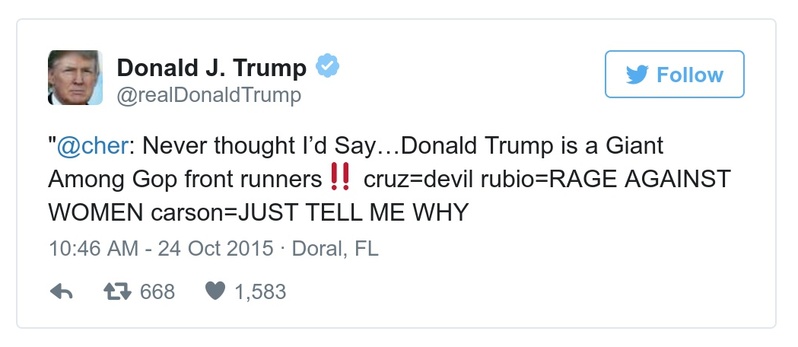 Donald J. Trump
@realDonaldTrump
Follow
"@cher: Never thought I’d Say…Donald Trump is a Giant
Among Gop front runners‼️ cruz=devil rubio=RAGE AGAINST
WOMEN carson=JUST TELL ME WHY
10:46 AM - 24 Oct 2015 · Doral, FL
668 1,583